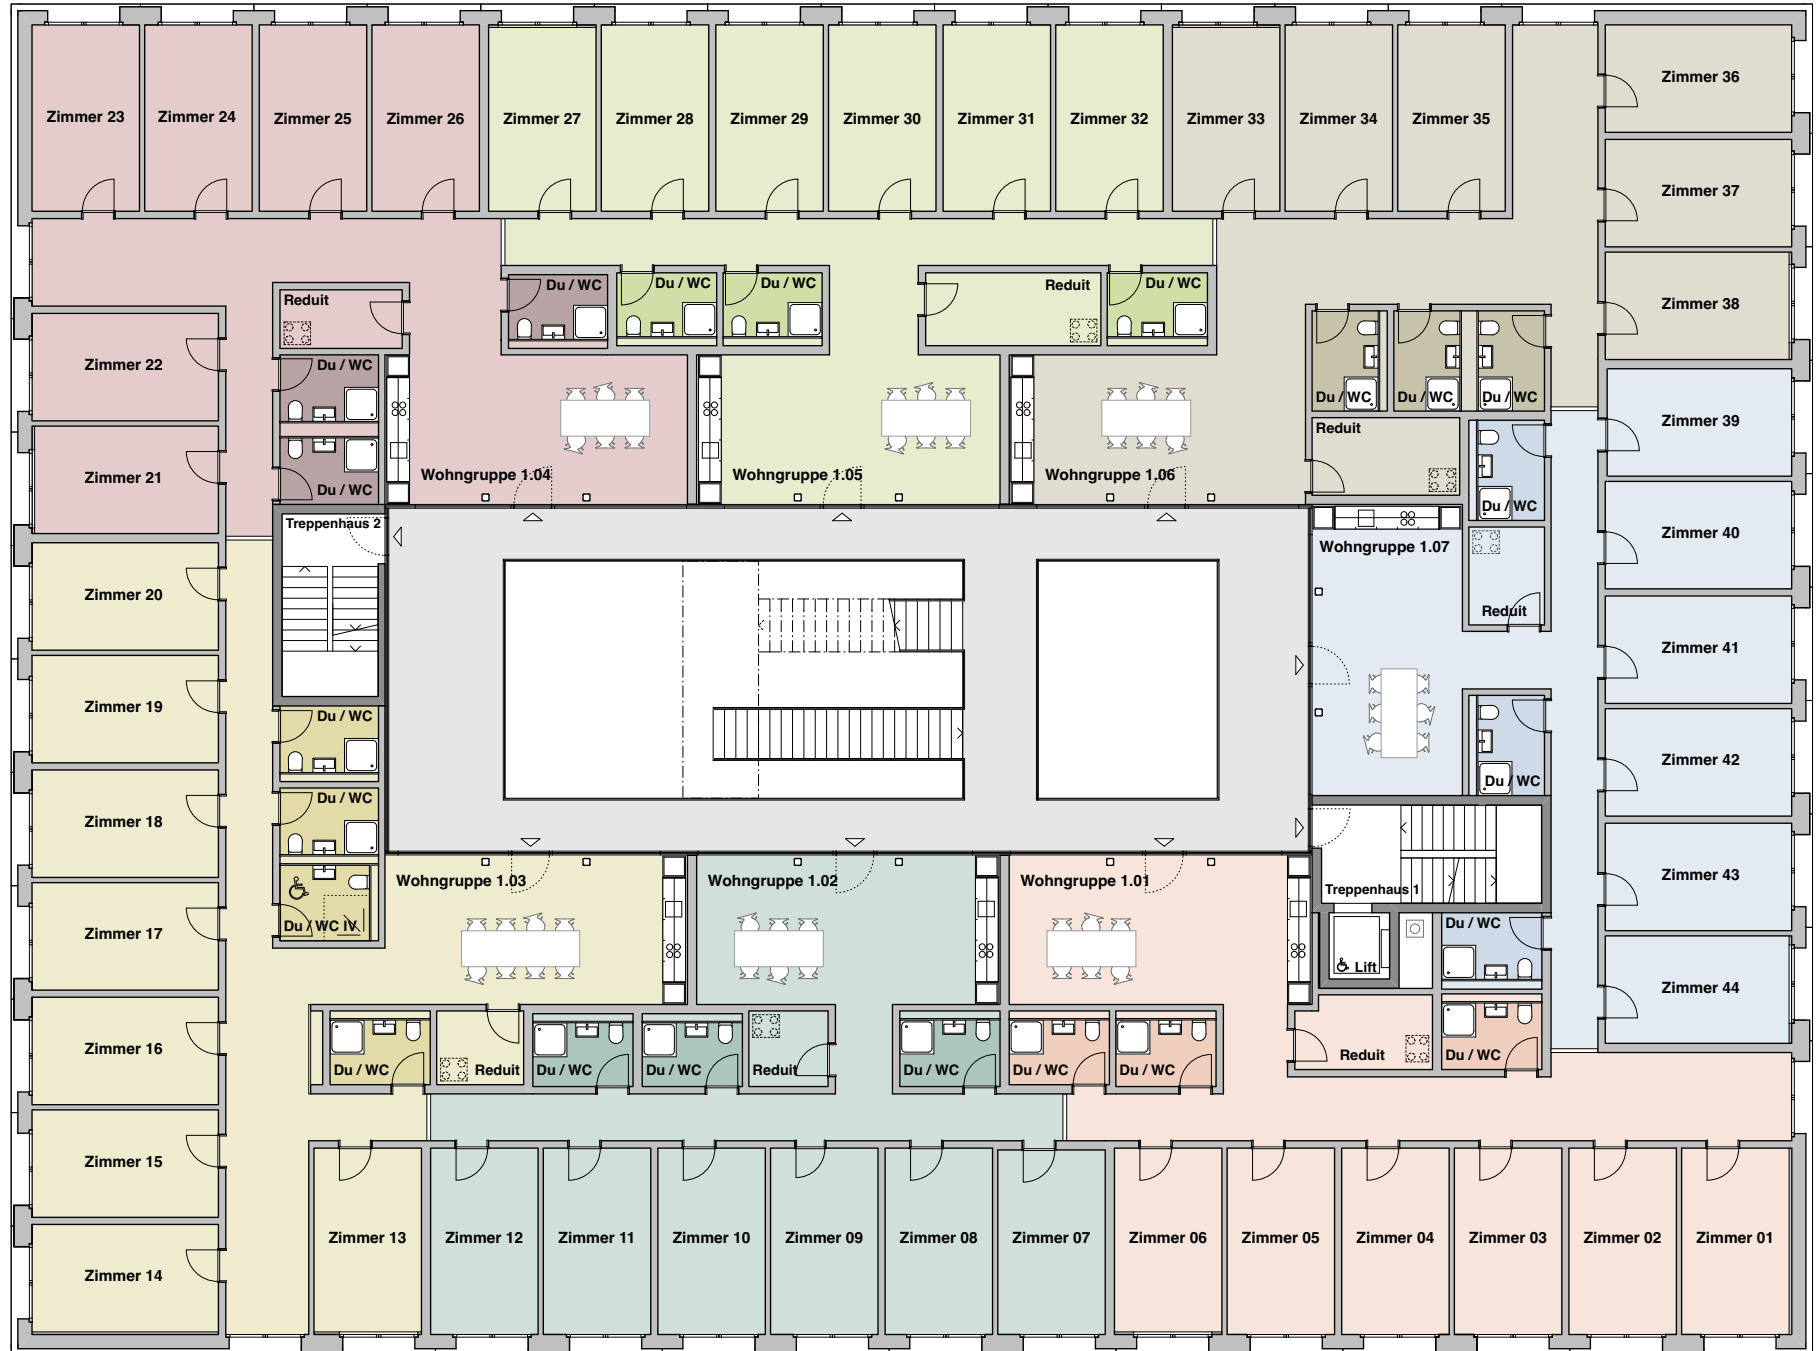 Zimmer 23
Zimmer 24
Zimmer 25
Zimmer 26
Zimmer 27
Zimmer 28
Zimmer 29
Zimmer 30
Zimmer 31
Zimmer 32
Zimmer 33
Zimmer 34
Zimmer 35
Zimmer 36
Zimmer 37
Zimmer 38
Reduit
Du / WC
Du / WC
Du / WC
Reduit
Du / WC
Zimmer 22
Du / WC
Du / WC
Du / WC
Du / WC
Zimmer 39
Reduit
Zimmer 21
Du / WC
Wohngruppe 1.04
Wohngruppe 1.05
Wohngruppe 1.06
Du / WC
Treppenhaus 2
Wohngruppe 1.07
Zimmer 40
Zimmer 20
Reduit
Zimmer 41
Zimmer 19
Du / WC
Zimmer 42
Du / WC
Zimmer 18
Du / WC
Zimmer 43
Treppenhaus 1
Wohngruppe 1.03
Wohngruppe 1.02
Wohngruppe 1.01
Zimmer 17
Du / WC IV
Du / WC
Lift
Zimmer 44
Zimmer 16
Du / WC
Reduit
Du / WC
Du / WC
Reduit
Du / WC
Du / WC
Du / WC
Reduit
Du / WC
Zimmer 15
Zimmer 14
Zimmer 13
Zimmer 12
Zimmer 11
Zimmer 10
Zimmer 09
Zimmer 08
Zimmer 07
Zimmer 06
Zimmer 05
Zimmer 04
Zimmer 03
Zimmer 02
Zimmer 01